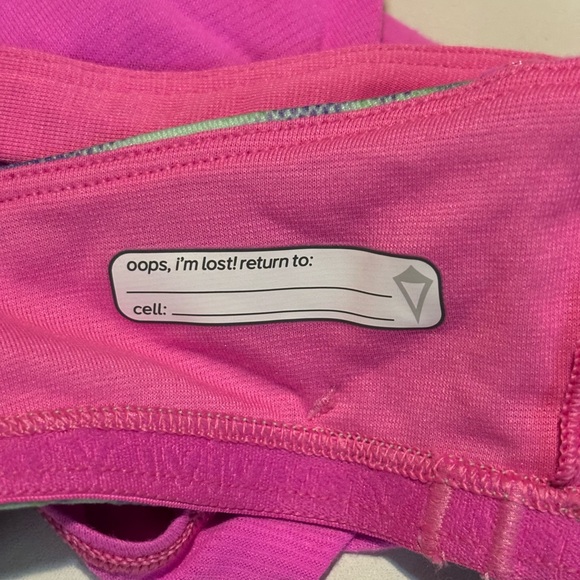 oops, i'm lost! return to:
cell: